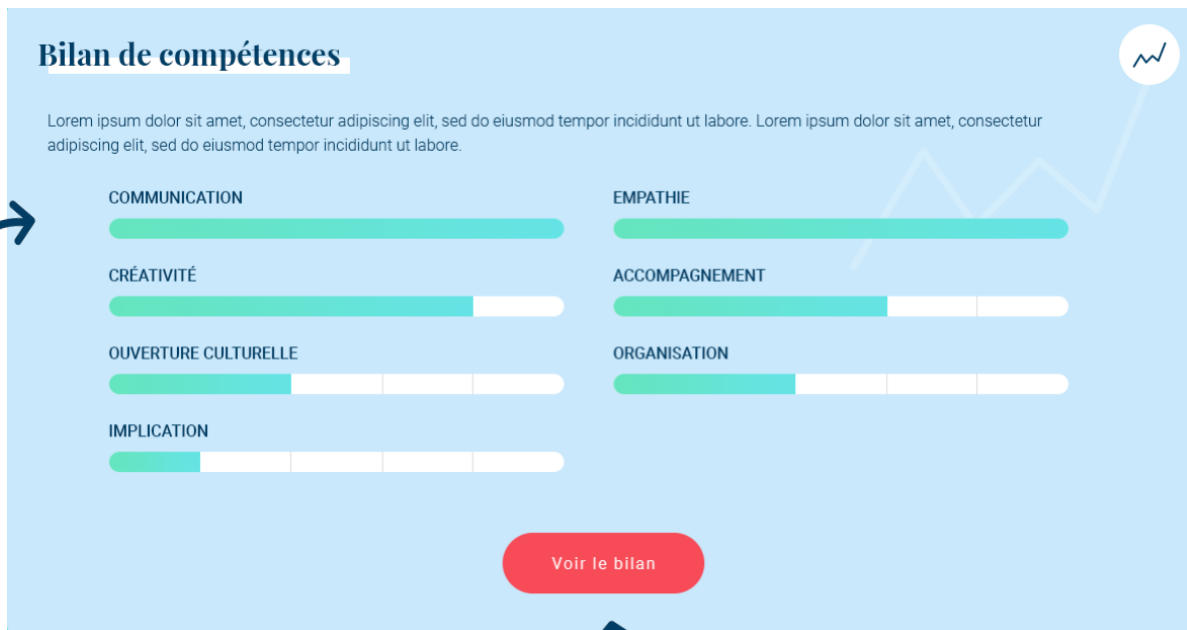 Bilan de compétences
Lorem ipsum dolor sit amet, consectetur adipiscing elit, sed do eiusmod tempor incididunt ut labore. Lorem ipsum dolor sit amet, consectetur
adipiscing elit, sed do eiusmod tempor incididunt ut labore.
COMMUNICATION
EMPATHIE
CRÉATIVITÉ
ACCOMPAGNEMENT
OUVERTURE CULTURELLE
ORGANISATION
IMPLICATION
Voir le bilan